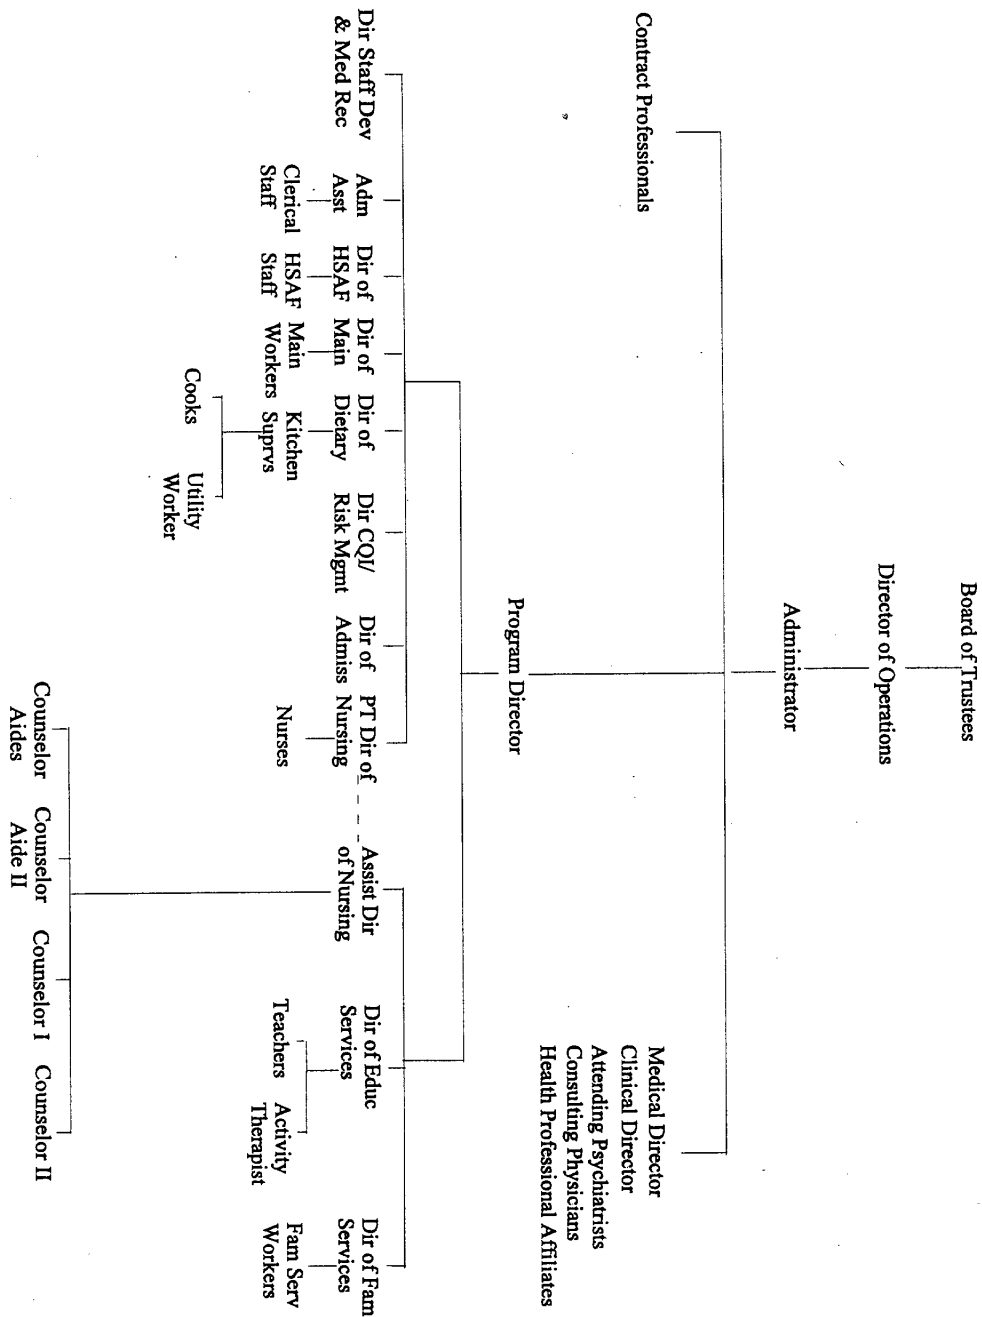 Board of Trustees
Director of Operations
Administrator
Contract Professionals
Medical Director
Clinical Director
Attending Psychiatrists
Consulting Physicians
Health Professional Affiliates
Program Director
Dir Staff Dev
& Med Rec
Adm
Asst
Dir of
HSAF
Dir of
Main
Dir of
Dietary
Dir CQI/
Risk Mgmt
Dir of
Admiss
PT Dir of
Nursing
Assist Dir
of Nursing
Dir of Educ
Services
Dir of Fam
Services
Clerical
Staff
HSAF
Staff
Main
Workers
Kitchen
Suprvs
Nurses
Teachers
Activity
Therapist
Fam Serv
Workers
Cooks
Utility
Worker
Counselor
Aides
Counselor
Aide II
Counselor I
Counselor II